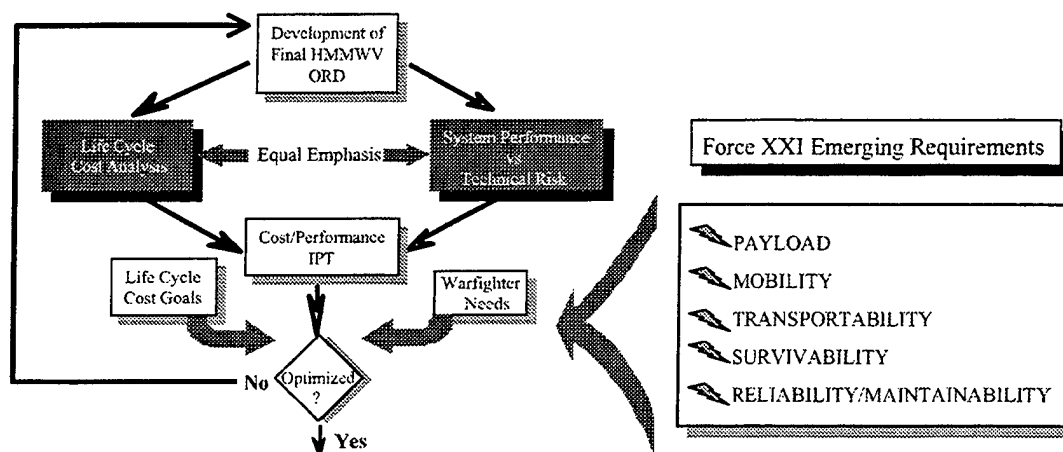 Development of
Final HMMWV
ORD
Life Cycle
Cost Analysis
Equal Emphasis
System Performance
vs
Technical Risk
Force XXI Emerging Requirements
Cost/Performance
IPT
Life Cycle
Cost Goals
Warfighter
Needs
PAYLOAD
MOBILITY
TRANSPORTABILITY
SURVIVABILITY
RELIABILITY/MAINTAINABILITY
No
Optimized
?
Yes